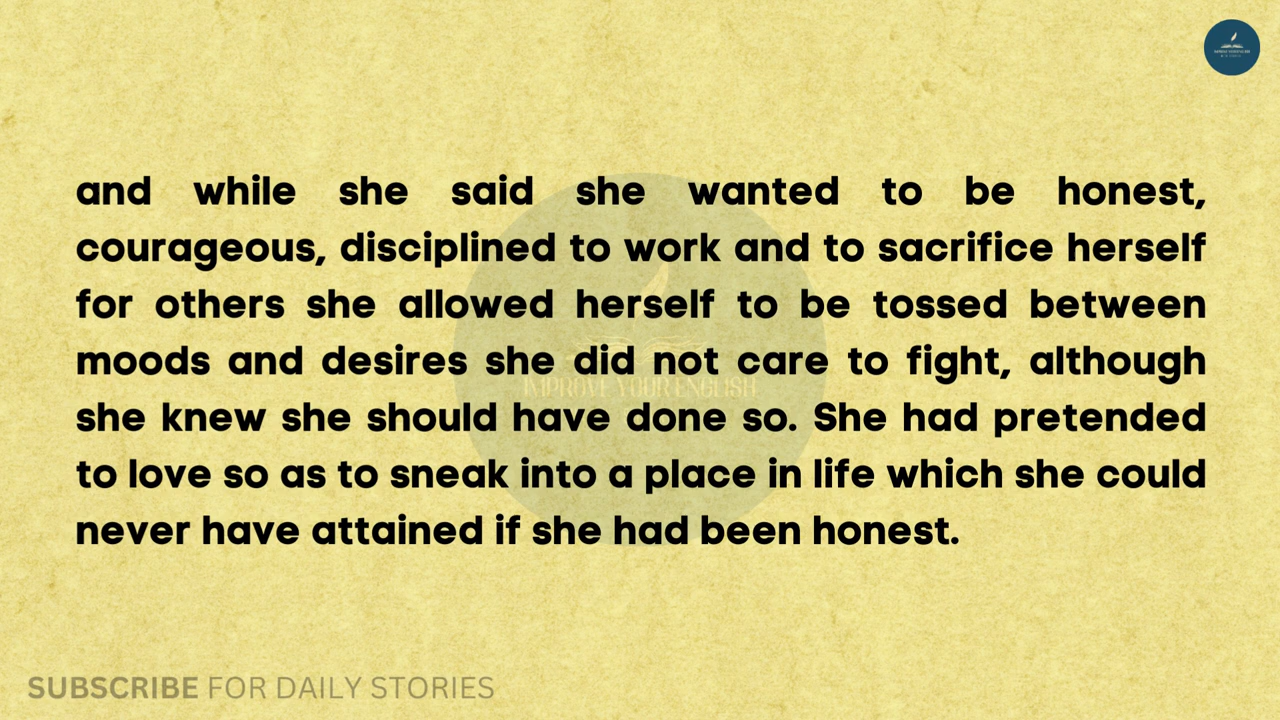 and while she said she wanted to be honest,
courageous, disciplined to work and to sacrifice herself
for others she allowed herself to be tossed between
moods and desires she did not care to fight, although
she knew she should have done so. She had pretended
to love so as to sneak into a place in life which she could
never have attained if she had been honest.
IMPROVE YOUR ENGLISH
SUBSCRIBE FOR DAILY STORIES